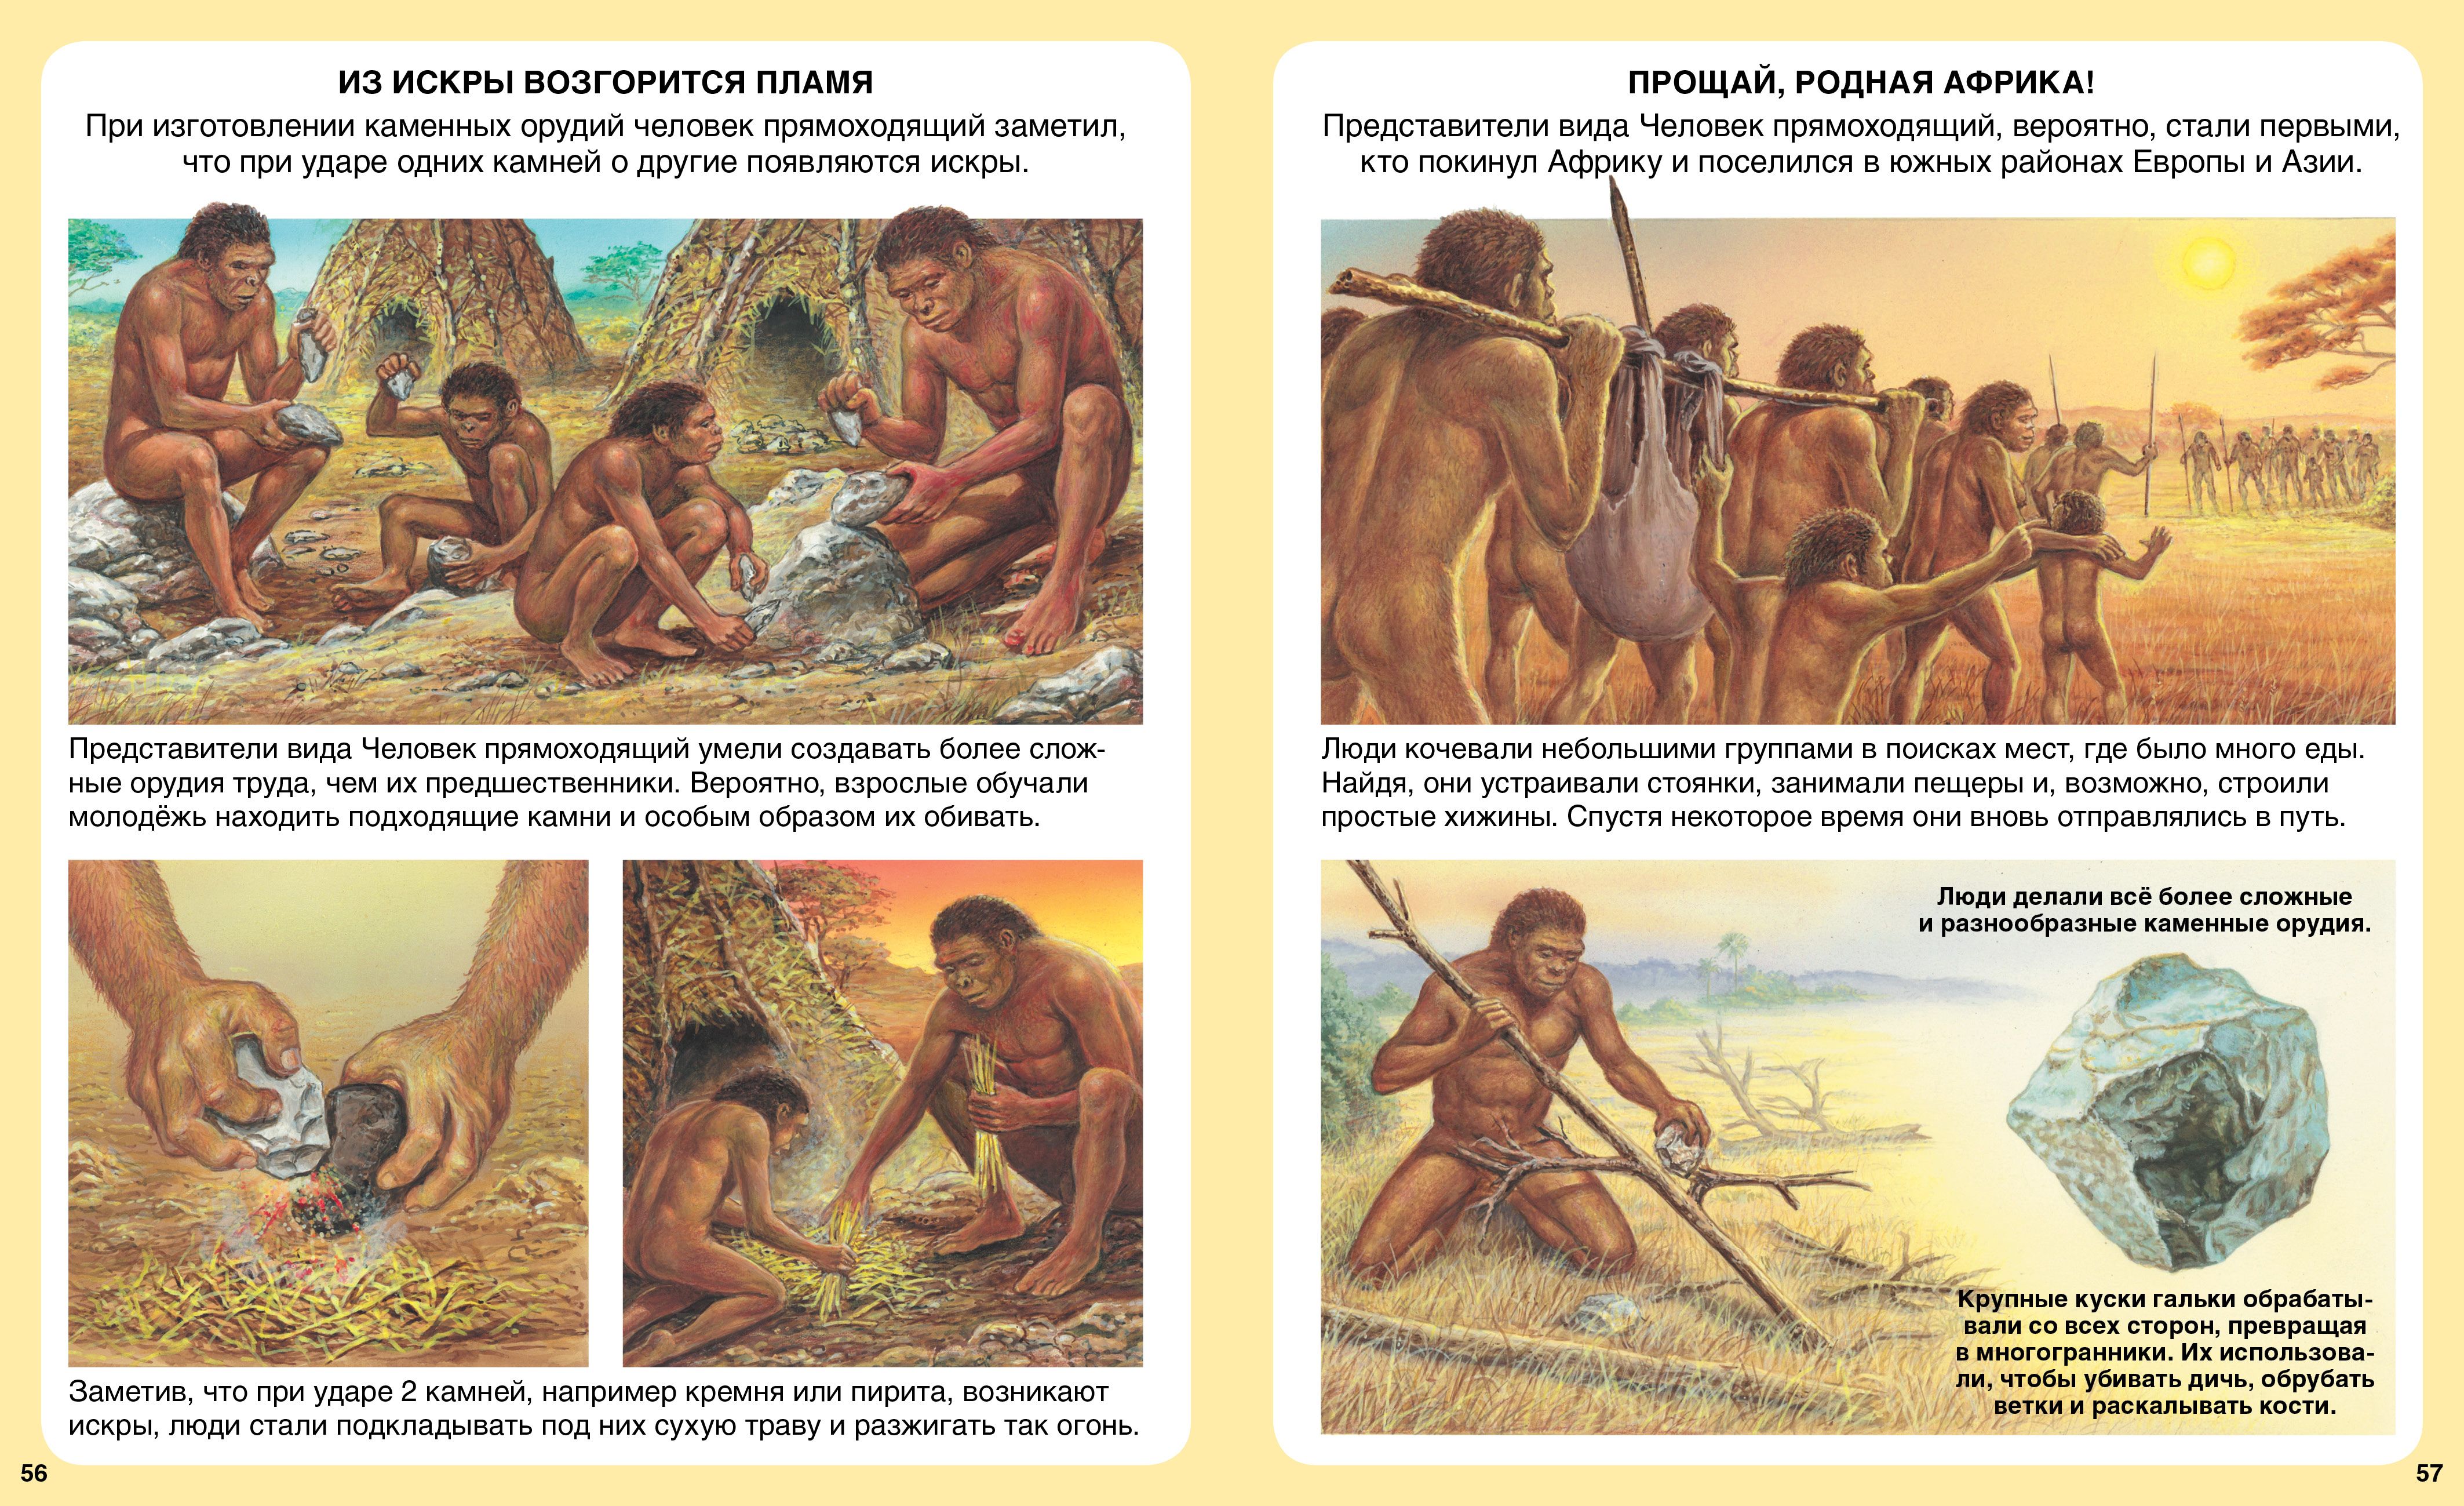 ИЗ ИСКРЫ ВОЗГОРИТСЯ ПЛАМЯ
При изготовлении каменных орудий человек прямоходящий заметил,
что при ударе одних камней о другие появляются искры.
Представители вида Человек прямоходящий умели создавать более слож-
ные орудия труда, чем их предшественники. Вероятно, взрослые обучали
молодёжь находить подходящие камни и особым образом их обивать.
Заметив, что при ударе 2 камней, например кремня или пирита, возникают
искры, люди стали подкладывать под них сухую траву и разжигать так огонь.
56
ПРОЩАЙ, РОДНАЯ АФРИКА!
Представители вида Человек прямоходящий, вероятно, стали первыми,
кто покинул Африку и поселился в южных районах Европы и Азии.
Люди кочевали небольшими группами в поисках мест, где было много еды.
Найдя, они устраивали стоянки, занимали пещеры и, возможно, строили
простые хижины. Спустя некоторое время они вновь отправлялись в путь.
Люди делали всё более сложные
и разнообразные каменные орудия.
Крупные куски гальки обрабаты-
вали со всех сторон, превращая
в многогранники. Их использова-
ли, чтобы убивать дичь, обрубать
ветки и раскалывать кости.
57